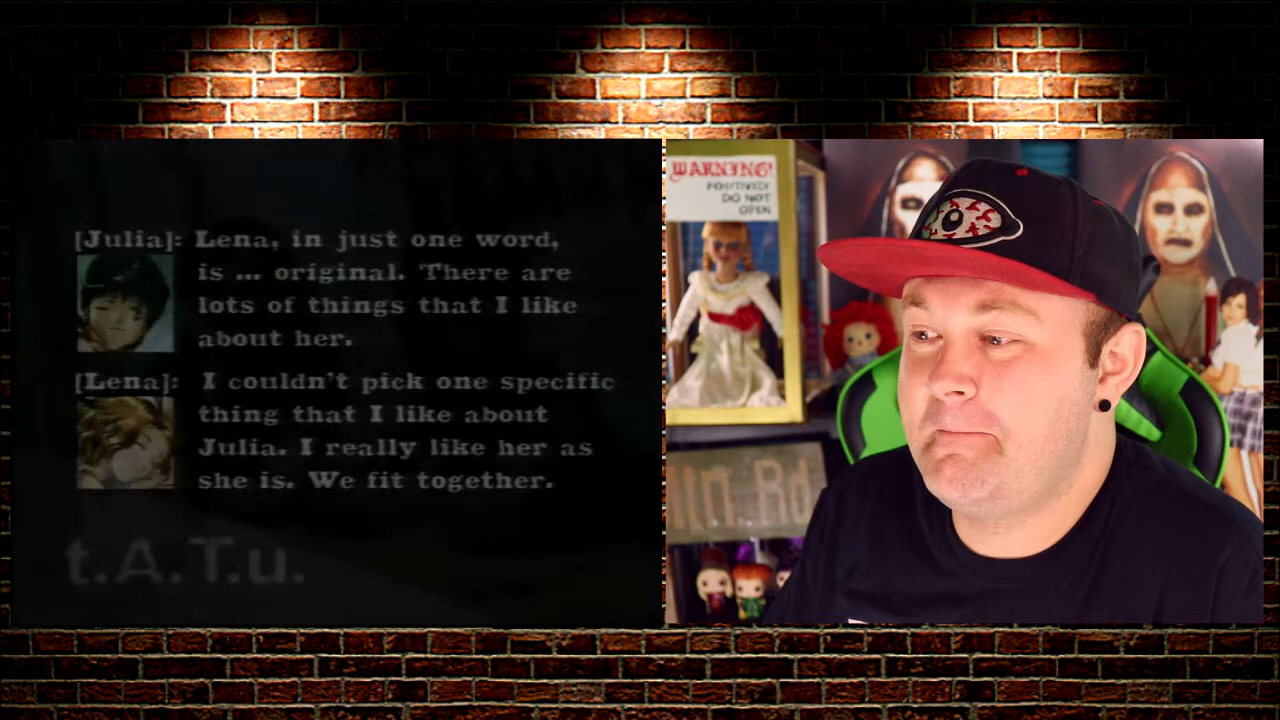 [Julia]: Lena, in just one word,
is ... original. There are
lots of things that I like
about her.
[Lena]: I couldn't pick one specific
thing that I like about
Julia. I really like her as
she is. We fit together.
t.A.T.u.
WARNING!
POSITIVELY
DO NOT
OPEN
Rd